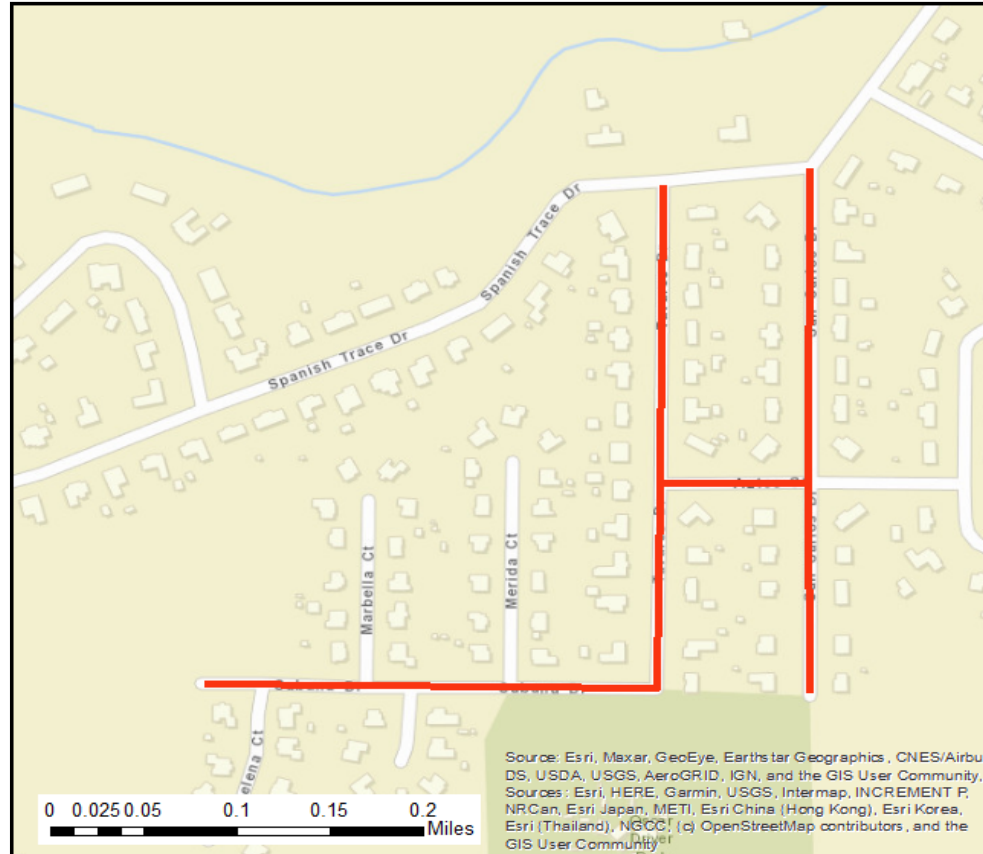 Spanish Trace Dr
Spanish Trace Dr
Marbella Ct
Merida Ct
elena Ct
0 0.025 0.05 0.1 0.15 0.2
Miles
Source: Esri, Maxar, GeoEye, Earthstar Geographics, CNES/Airbu
DS, USDA, USGS, AeroGRID, IGN, and the GIS User Community,
Sources: Esri, HERE, Garmin, USGS, Intermap, INCREMENT P,
NRCan, Esri Japan, METI, Esri China (Hong Kong), Esri Korea,
Esri (Thailand), NGCC, (c) OpenStreetMap contributors, and the
GIS User Community